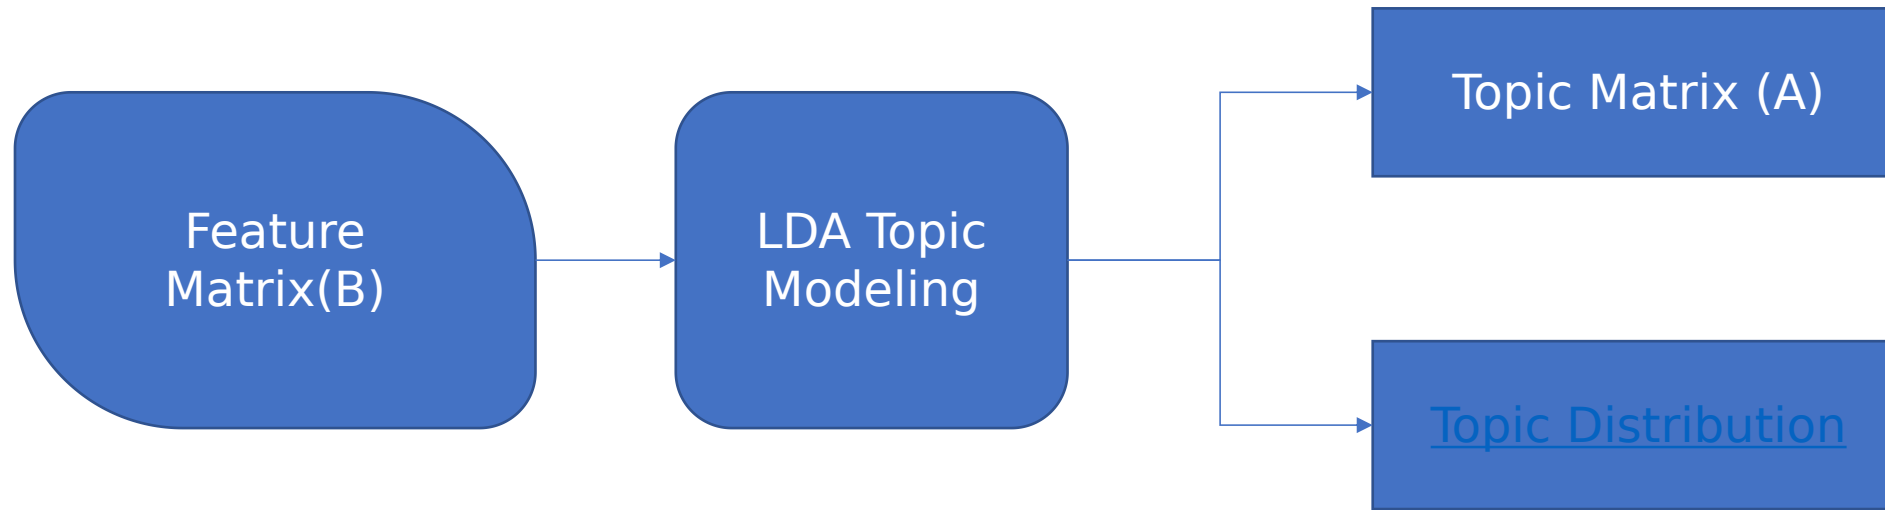 Feature
Matrix(B)
LDA Topic
Modeling
Topic Matrix (A)
Topic Distribution